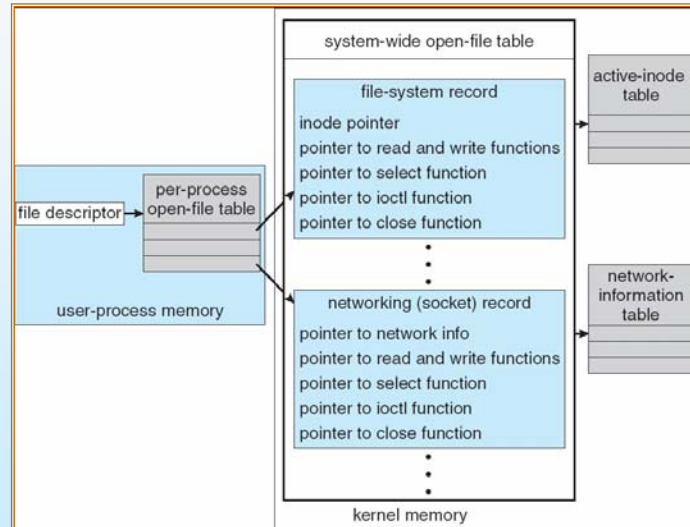 system-wide open-file table
file-system record
inode pointer
pointer to read and write functions
pointer to select function
pointer to ioctl function
pointer to close function
active-inode
table
per-process
open-file table
file descriptor
user-process memory
networking (socket) record
pointer to network info
pointer to read and write functions
pointer to select function
pointer to ioctl function
pointer to close function
network-
information
table
kernel memory